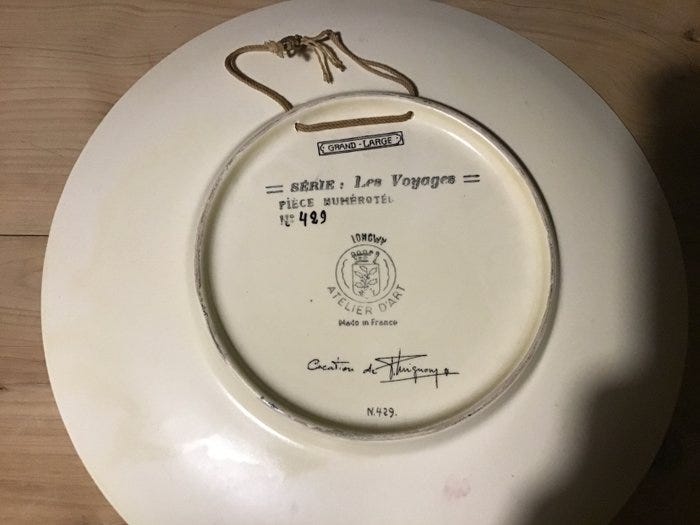 GRAND-LARGE
= SÉRIE : Les Voyages =
PIÈCE NUMÉROTÉE
N° 429
LONGWY
ATELIER D'ART
Made in France
Création de
N.429.